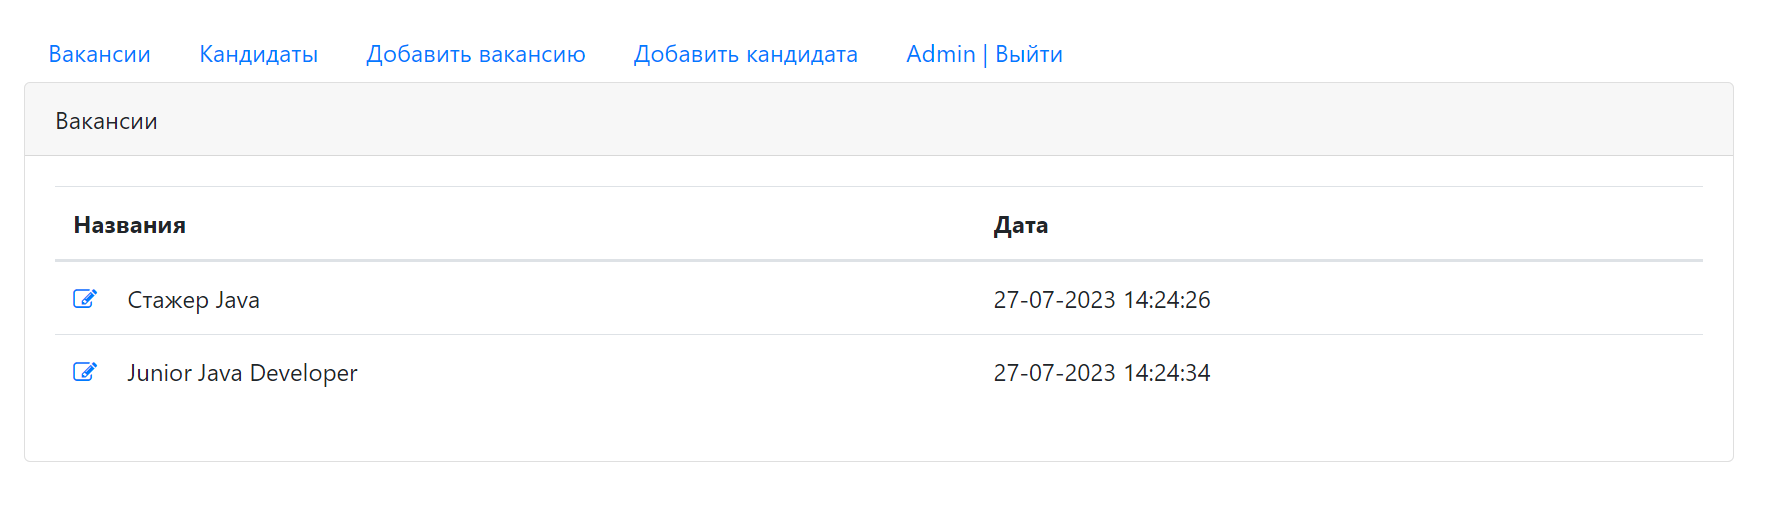 Вакансии Кандидаты Добавить вакансию Добавить кандидата Admin | Выйти
Вакансии
Названия Дата
Стажер Java 27-07-2023 14:24:26
Junior Java Developer 27-07-2023 14:24:34